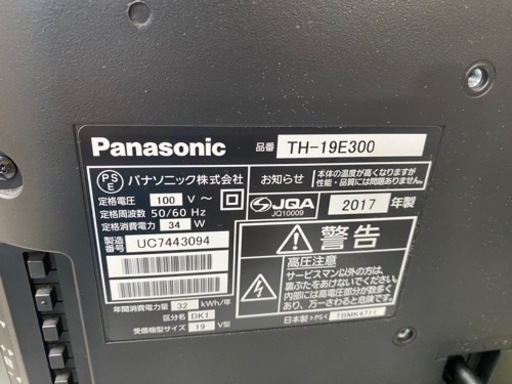 Panasonic
品番 TH-19E300
PSE パナソニック株式会社
定格電圧 100 V～
定格周波数 50/60 Hz
定格消費電力 34 W
製造番号 UC7443094
年間消費電力量 32 kWh/年
区分名 DK1
受信機型サイズ 19 V型
お知らせ
本体の温度が高くなりますが
性能・品質には問題ありません。
JQA
JQ10009
2017 年製
警告
高圧注意
サービスマン以外の方は、
裏ぶたをあけないでください。
内部には高電圧部分が数多く
あり、万一さわると危険です。
日本製 >PS<